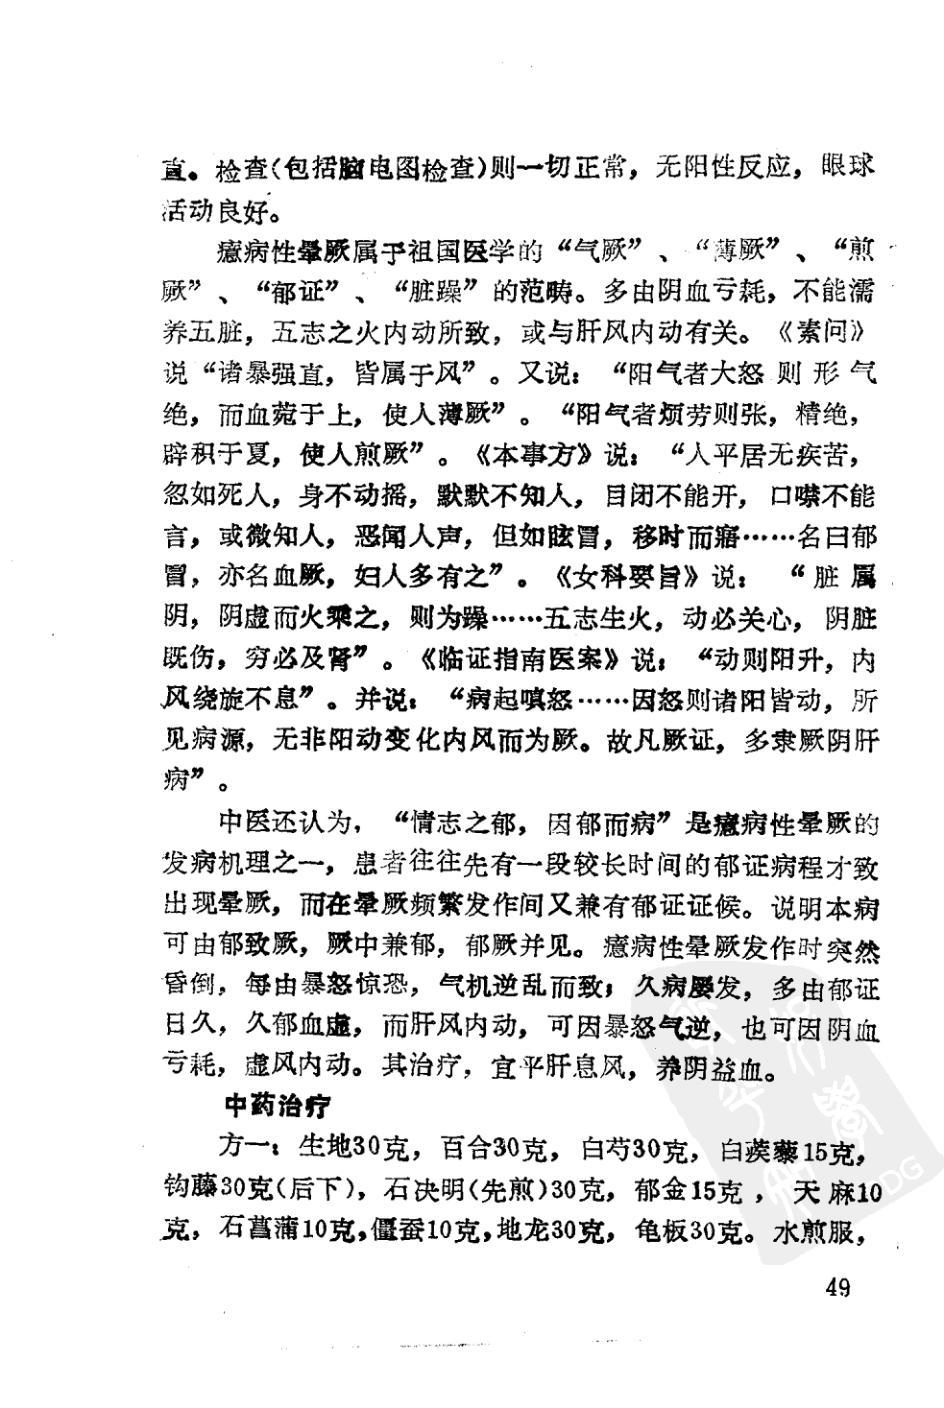 直。检查(包括脑电图检查)则一切正常，无阳性反应，眼球
活动良好。
癔病性晕厥属于祖国医学的“气厥”、“薄厥”、“煎
厥”、“郁证”、“脏躁”的范畴。多由阴血亏耗，不能濡
养五脏，五志之火内动所致，或与肝风内动有关。《素问》
说“诸暴强直，皆属于风”。又说：“阳气者大怒则形气
绝，而血菀于上，使人薄厥”。“阳气者烦劳则张，精绝，
辟积于夏，使人煎厥”。《本事方》说：“人平居无疾苦，
忽如死人，身不动摇，默默不知人，目闭不能开，口噤不能
言，或微知人，恶闻人声，但如眩冒，移时而寤……名曰郁
冒，亦名血厥，妇人多有之”。《女科要旨》说：“脏属
阴，阴虚而火乘之，则为躁……五志生火，动必关心，阴脏
既伤，穷必及肾”。《临证指南医案》说：“动则阳升，内
风绕旋不息”。并说：“病起嗔怒……因怒则诸阳皆动，所
见病源，无非阳动变化内风而为厥。故凡厥证，多隶厥阴肝
病”。
中医还认为，“情志之郁，因郁而病”是癔病性晕厥的
发病机理之一，患者往往先有一段较长时间的郁证病程才致
出现晕厥，而在晕厥频繁发作间又兼有郁证证候。说明本病
可由郁致厥，厥中兼郁，郁厥并见。癔病性晕厥发作时突然
昏倒，每由暴怒惊恐，气机逆乱而致；久病屡发，多由郁证
日久，久郁血虚，而肝风内动，可因暴怒气逆，也可因阴血
亏耗，虚风内动。其治疗，宜平肝息风，养阴益血。
中药治疗
方一：生地30克，百合30克，白芍30克，白蒺藜15克，
钩藤30克(后下)，石决明(先煎)30克，郁金15克，天麻10
克，石菖蒲10克，僵蚕10克，地龙30克，龟板30克。水煎服，
49